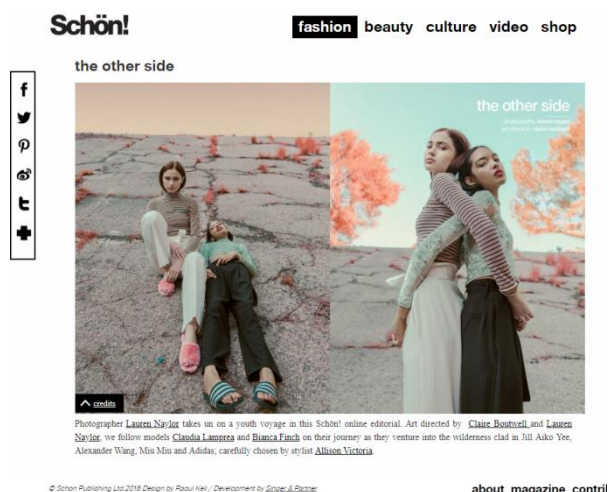 Schön!
fashion beauty culture video shop
the other side
the other side
credits
Photographer Lauren Naylor takes us on a youth voyage in this Schön! online editorial. Art directed by Claire Boutwell and Lauren
Naylor, we follow models Claudia Lamprea and Bianca Finch on their journey as they venture into the wilderness clad in Jill Aiko Yee,
Alexander Wang, Miu Miu and Adidas; carefully chosen by stylist Allison Victoria.
© Schon Publishing Ltd.2018 Design by Raoul Keil / Development by Singer & Partner
about magazine contri